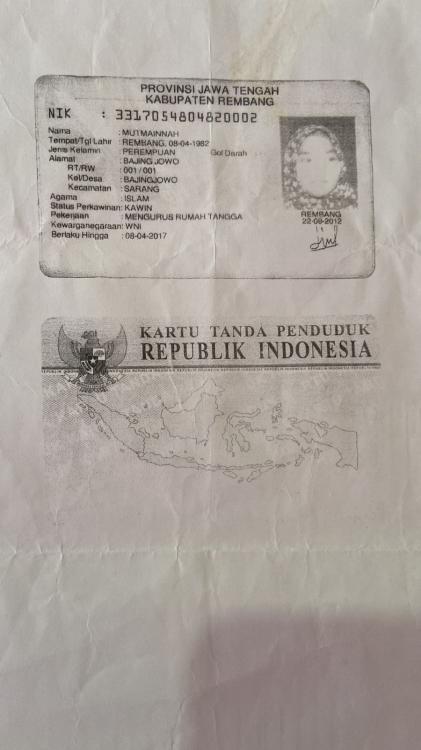 PROVINSI JAWA TENGAH
KABUPATEN REMBANG
NIK : 3317054804820002
Nama : MUTMAINNAH
Tempat/Tgl Lahir : REMBANG, 08-04-1982
Jenis Kelamin : PEREMPUAN Gol Darah
Alamat : BAJING JOWO
RT/RW : 001/001
Kel/Desa : BAJINGJOWO
Kecamatan : SARANG
Agama : ISLAM
Status Perkawinan: KAWIN
Pekerjaan : MENGURUS RUMAH TANGGA
Kewarganegaraan: WNI
Berlaku Hingga : 08-04-2017
REMBANG
22-08-2012
KARTU TANDA PENDUDUK
REPUBLIK INDONESIA